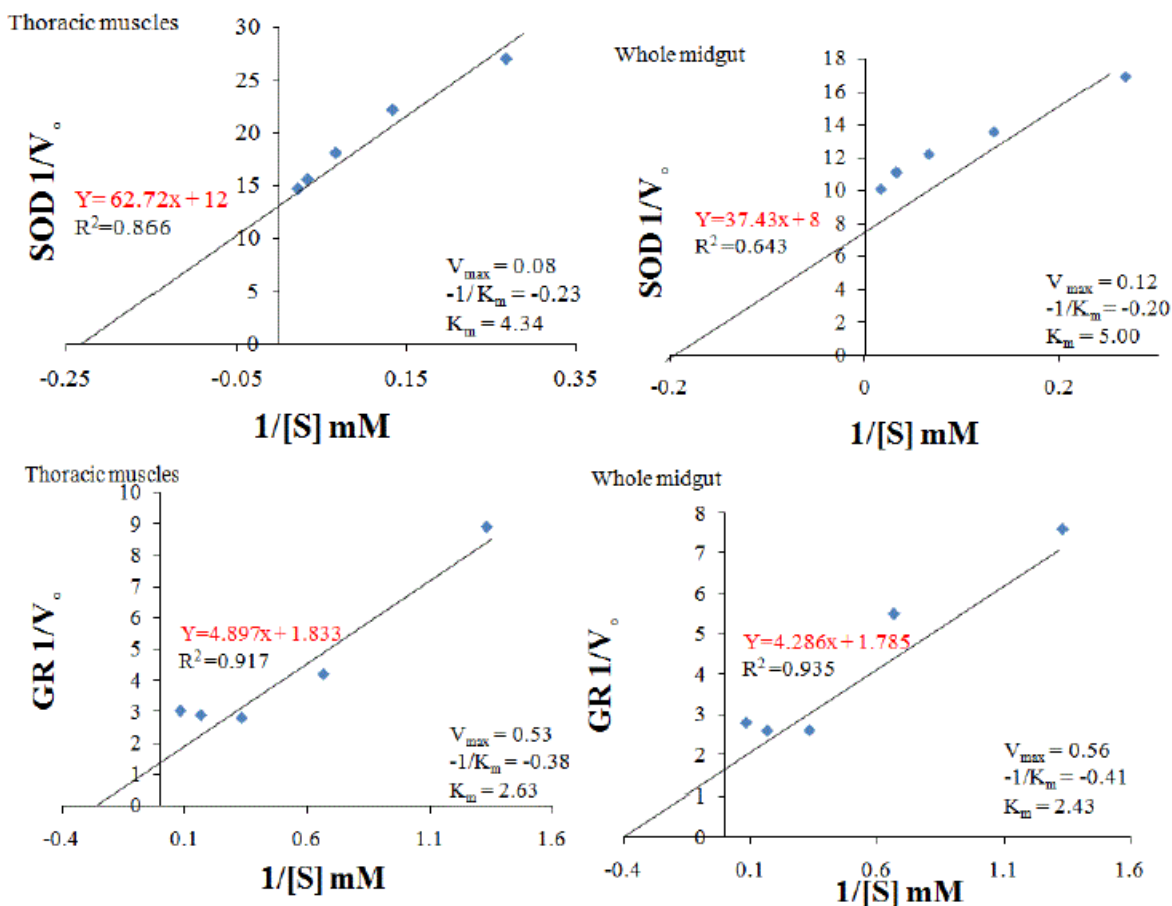 Thoracic muscles
30
25
20
15
10
5
0
SOD 1/V°
Y= 62.72x + 12
R²=0.866
Vmax = 0.08
-1/Km = -0.23
Km = 4.34
-0.25 -0.05 0.15 0.35
1/[S] mM
Whole midgut
18
16
14
12
10
8
6
4
2
0
SOD 1/V°
Y=37.43x+ 8
R²=0.643
Vmax = 0.12
-1/Km = -0.20
Km = 5.00
-0.2 0 0.2
1/[S] mM
Thoracic muscles
10
9
8
7
6
5
4
3
2
1
0
GR 1/V°
Y=4.897x+ 1.833
R²=0.917
Vmax = 0.53
-1/Km = -0.38
Km = 2.63
-0.4 0.1 0.6 1.1 1.6
1/[S] mM
Whole midgut
8
7
6
5
4
3
2
1
0
GR 1/V°
Y=4.286x+1.785
R²=0.935
Vmax = 0.56
-1/Km = -0.41
Km = 2.43
-0.4 0.1 0.6 1.1 1.6
1/[S] mM